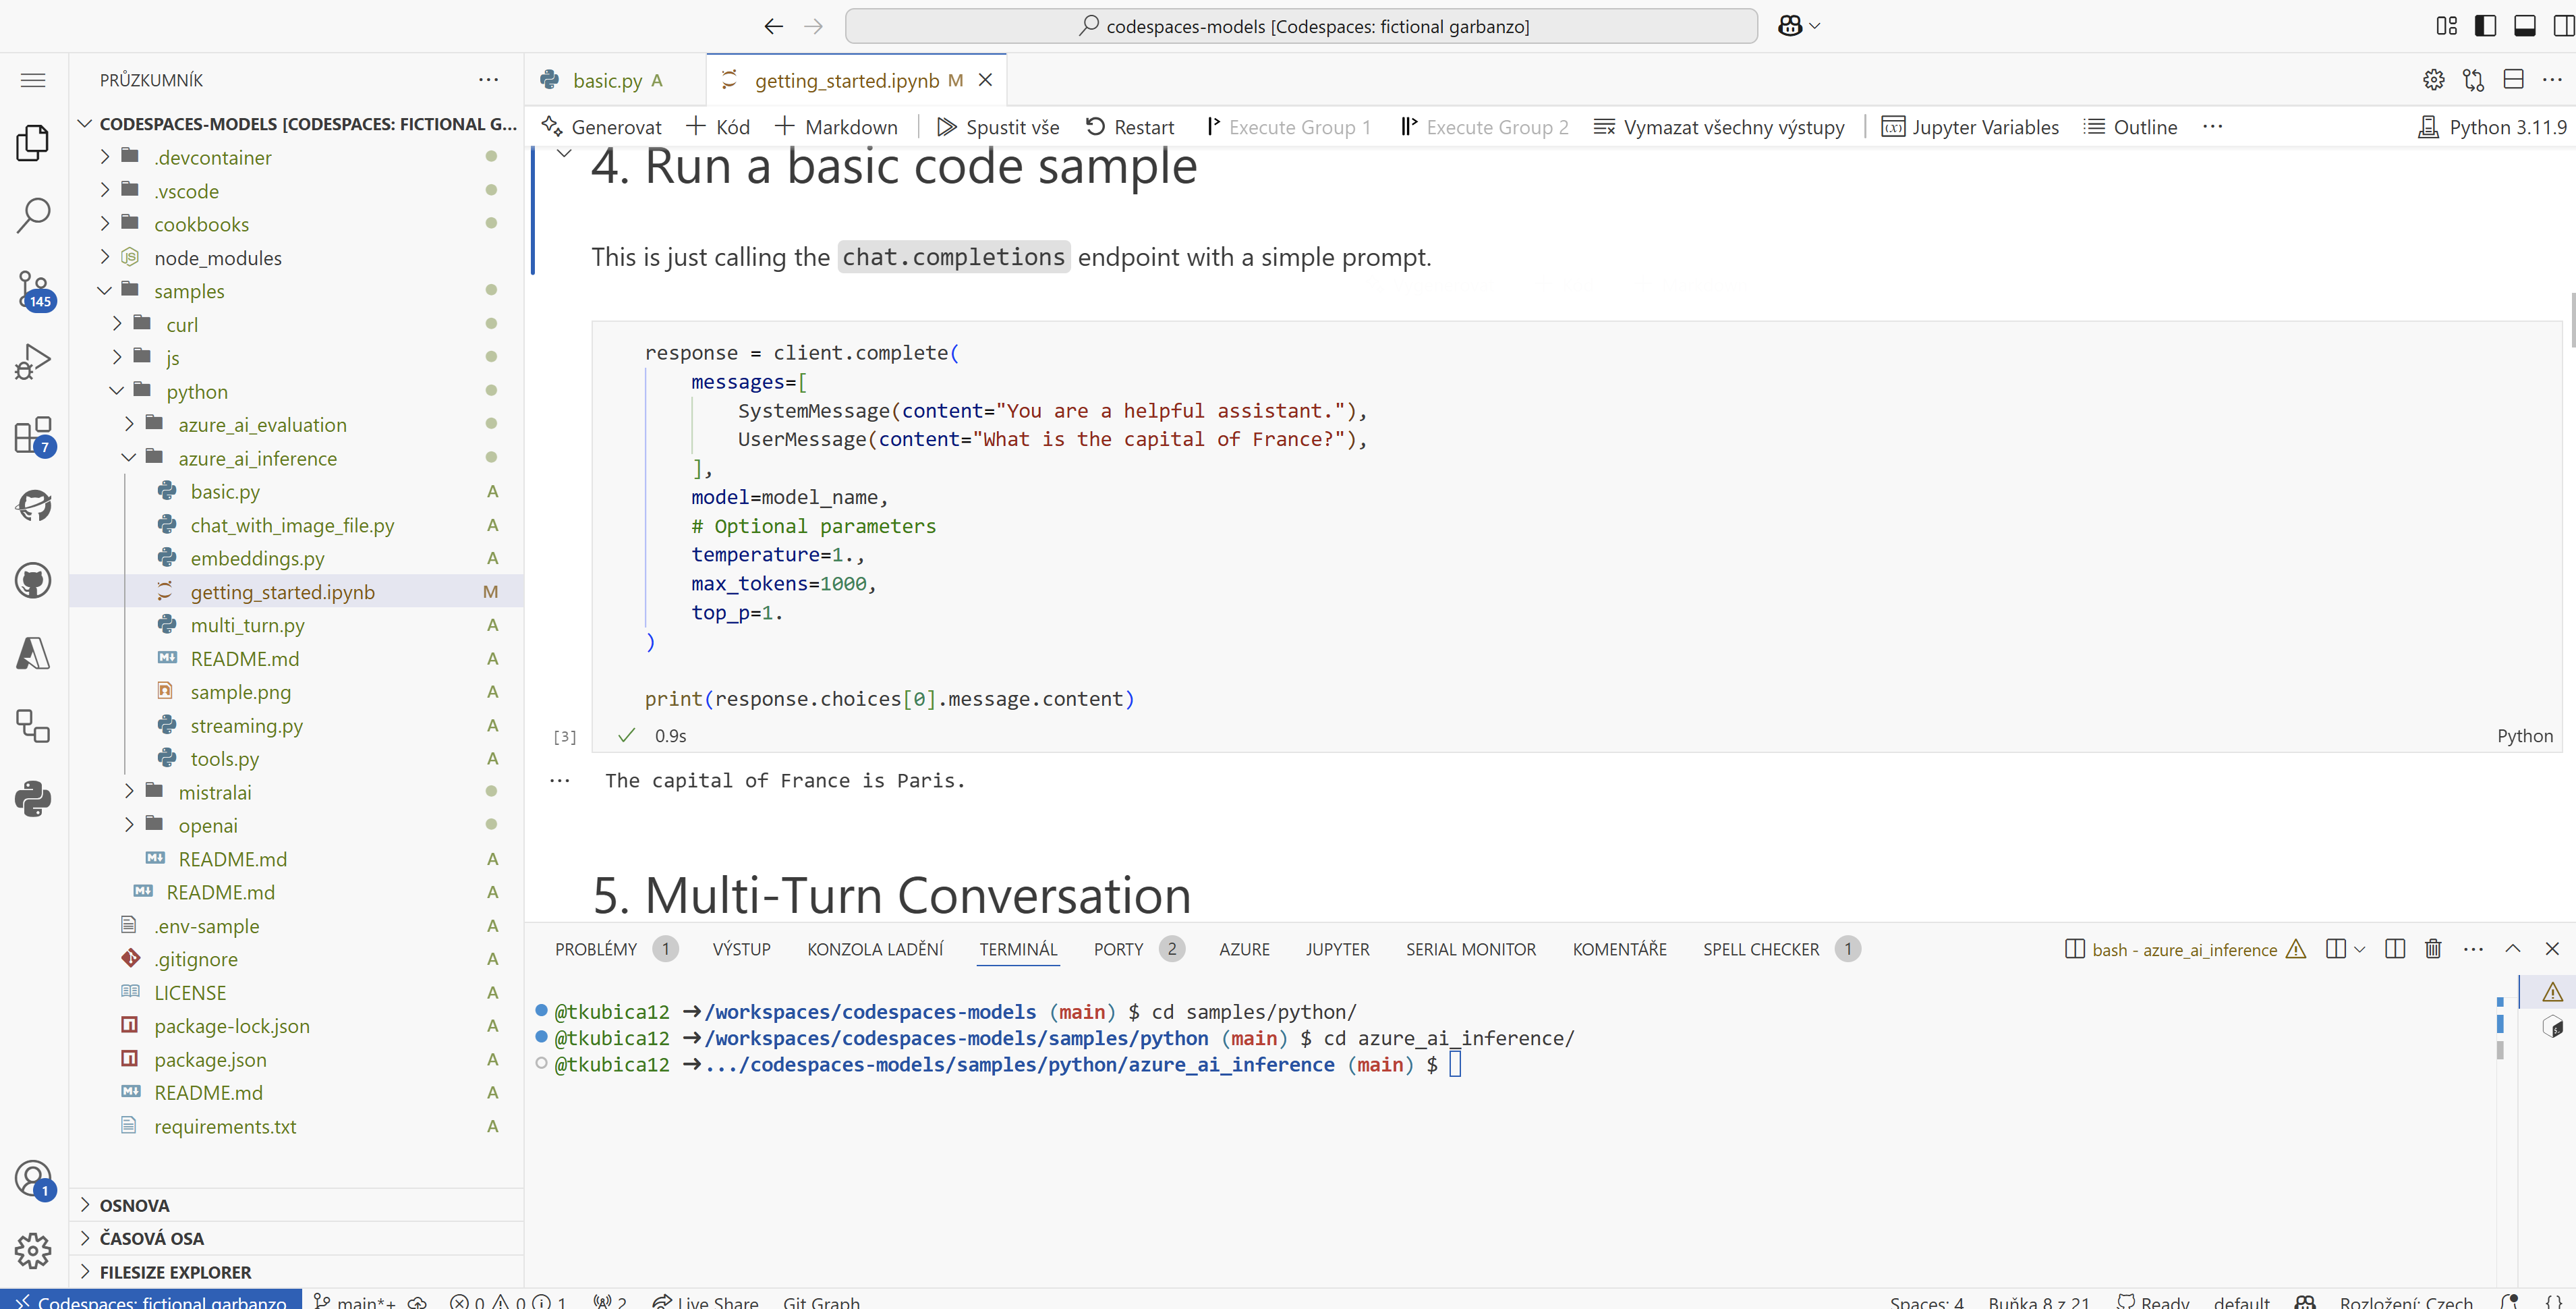 codespaces-models [Codespaces: fictional garbanzo]
PRŮZKUMNÍK
CODESPACES-MODELS [CODESPACES: FICTIONAL G...
.devcontainer
.vscode
cookbooks
node_modules
samples
curl
js
python
azure_ai_evaluation
azure_ai_inference
basic.py A
chat_with_image_file.py A
embeddings.py A
getting_started.ipynb M
multi_turn.py A
README.md A
sample.png A
streaming.py A
tools.py A
mistralai
openai
README.md A
README.md A
.env-sample A
.gitignore A
LICENSE A
package-lock.json A
package.json A
README.md A
requirements.txt A
OSNOVA
ČASOVÁ OSA
FILESIZE EXPLORER
145
7
1
basic.py A
getting_started.ipynb M
Generovat Kód Markdown Spustit vše Restart Execute Group 1 Execute Group 2 Vymazat všechny výstupy Jupyter Variables Outline ... Python 3.11.9
4. Run a basic code sample
This is just calling the chat.completions endpoint with a simple prompt.
response = client.complete(
messages=[
SystemMessage(content="You are a helpful assistant."),
UserMessage(content="What is the capital of France?"),
],
model=model_name,
# Optional parameters
temperature=1.,
max_tokens=1000,
top_p=1.
)
print(response.choices[0].message.content)
[3] 0.9s Python
... The capital of France is Paris.
5. Multi-Turn Conversation
PROBLÉMY 1 VÝSTUP KONZOLA LADĚNÍ TERMINÁL PORTY 2 AZURE JUPYTER SERIAL MONITOR KOMENTÁŘE SPELL CHECKER 1 bash - azure_ai_inference
@tkubica12 ➜/workspaces/codespaces-models (main) $ cd samples/python/
@tkubica12 ➜/workspaces/codespaces-models/samples/python (main) $ cd azure_ai_inference/
@tkubica12 ➜.../codespaces-models/samples/python/azure_ai_inference (main) $
Codespaces: fictional garbanzo main*+ 0 0 1 2 Live Share Git Graph Spaces: 4 Buňka 8 z 21 Ready default Rozložení: Czech { }